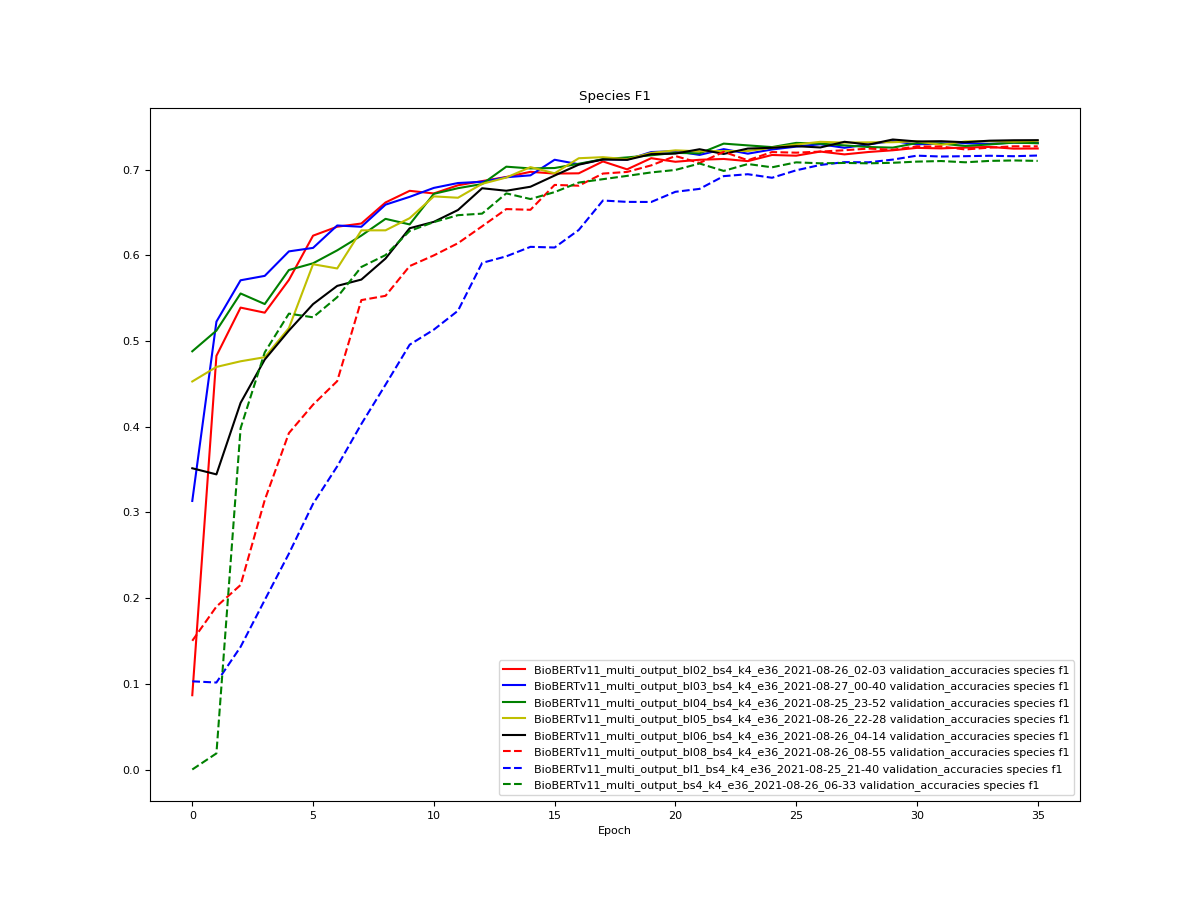 Species F1
0.7
0.6
0.5
0.4
0.3
0.2
0.1
0.0
BioBERTv11_multi_output_bl02_bs4_k4_e36_2021-08-26_02-03 validation_accuracies species f1
BioBERTv11_multi_output_bl03_bs4_k4_e36_2021-08-27_00-40 validation_accuracies species f1
BioBERTv11_multi_output_bl04_bs4_k4_e36_2021-08-25_23-52 validation_accuracies species f1
BioBERTv11_multi_output_bl05_bs4_k4_e36_2021-08-26_22-28 validation_accuracies species f1
BioBERTv11_multi_output_bl06_bs4_k4_e36_2021-08-26_04-14 validation_accuracies species f1
BioBERTv11_multi_output_bl08_bs4_k4_e36_2021-08-26_08-55 validation_accuracies species f1
BioBERTv11_multi_output_bl1_bs4_k4_e36_2021-08-25_21-40 validation_accuracies species f1
BioBERTv11_multi_output_bs4_k4_e36_2021-08-26_06-33 validation_accuracies species f1
0 5 10 15 20 25 30 35
Epoch